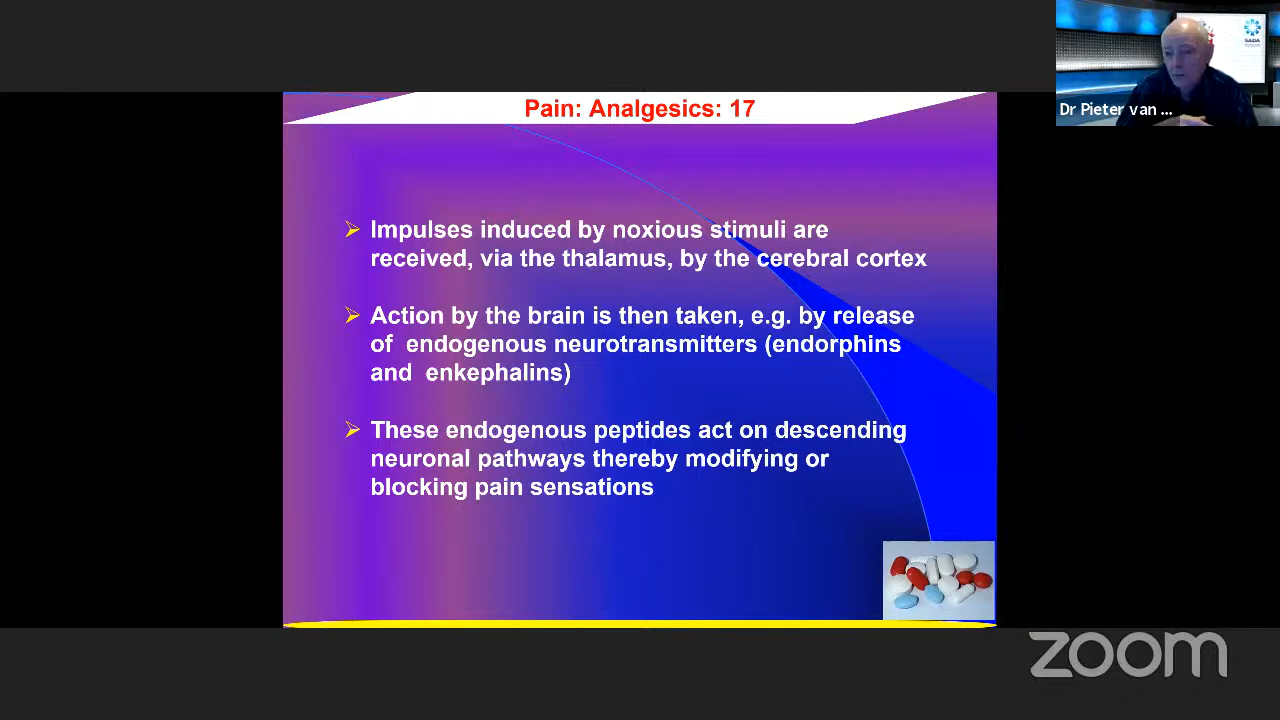 SADA
Dr Pieter van ...
Pain: Analgesics: 17
Impulses induced by noxious stimuli are
received, via the thalamus, by the cerebral cortex
Action by the brain is then taken, e.g. by release
of endogenous neurotransmitters (endorphins
and enkephalins)
These endogenous peptides act on descending
neuronal pathways thereby modifying or
blocking pain sensations
zoom